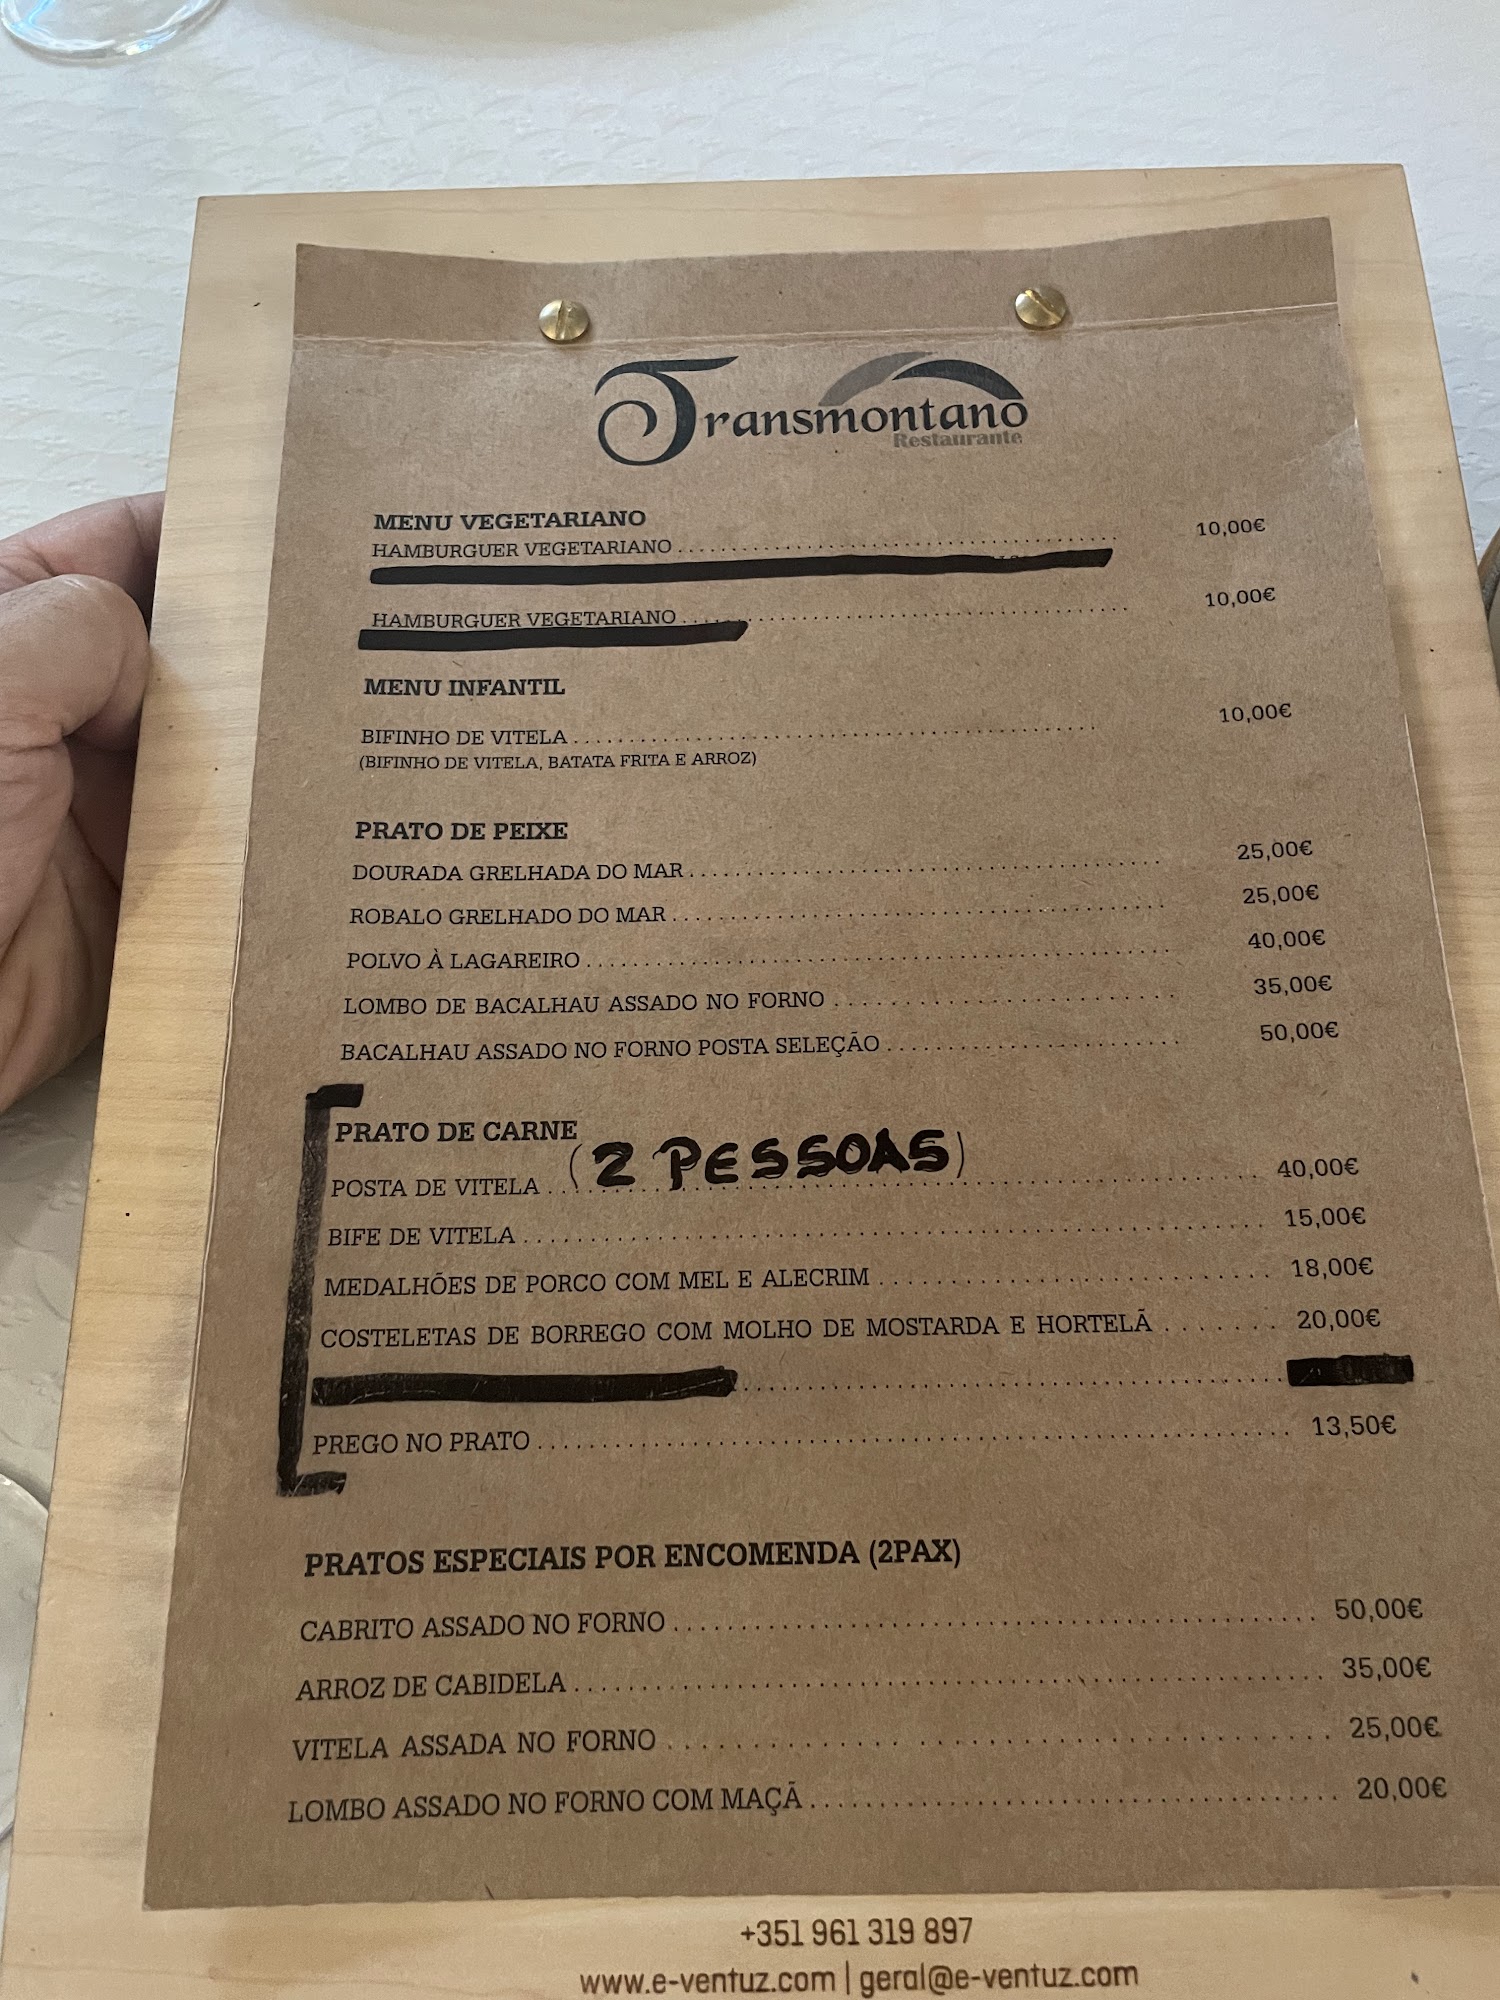 Transmontano
Restaurante
MENU VEGETARIANO
HAMBURGUER VEGETARIANO 10,00€
HAMBURGUER VEGETARIANO 10,00€
MENU INFANTIL
BIFINHO DE VITELA 10,00€
(BIFINHO DE VITELA, BATATA FRITA E ARROZ)
PRATO DE PEIXE
DOURADA GRELHADA DO MAR 25,00€
ROBALO GRELHADO DO MAR 25,00€
POLVO À LAGAREIRO 40,00€
LOMBO DE BACALHAU ASSADO NO FORNO 35,00€
BACALHAU ASSADO NO FORNO POSTA SELEÇÃO 50,00€
PRATO DE CARNE
POSTA DE VITELA (2 PESSOAS) 40,00€
BIFE DE VITELA 15,00€
MEDALHÕES DE PORCO COM MEL E ALECRIM 18,00€
COSTELETAS DE BORREGO COM MOLHO DE MOSTARDA E HORTELÃ 20,00€
PREGO NO PRATO 13,50€
PRATOS ESPECIAIS POR ENCOMENDA (2PAX)
CABRITO ASSADO NO FORNO 50,00€
ARROZ DE CABIDELA 35,00€
VITELA ASSADA NO FORNO 25,00€
LOMBO ASSADO NO FORNO COM MAÇÃ 20,00€
+351 961 319 897
www.e-ventuz.com | geral@e-ventuz.com